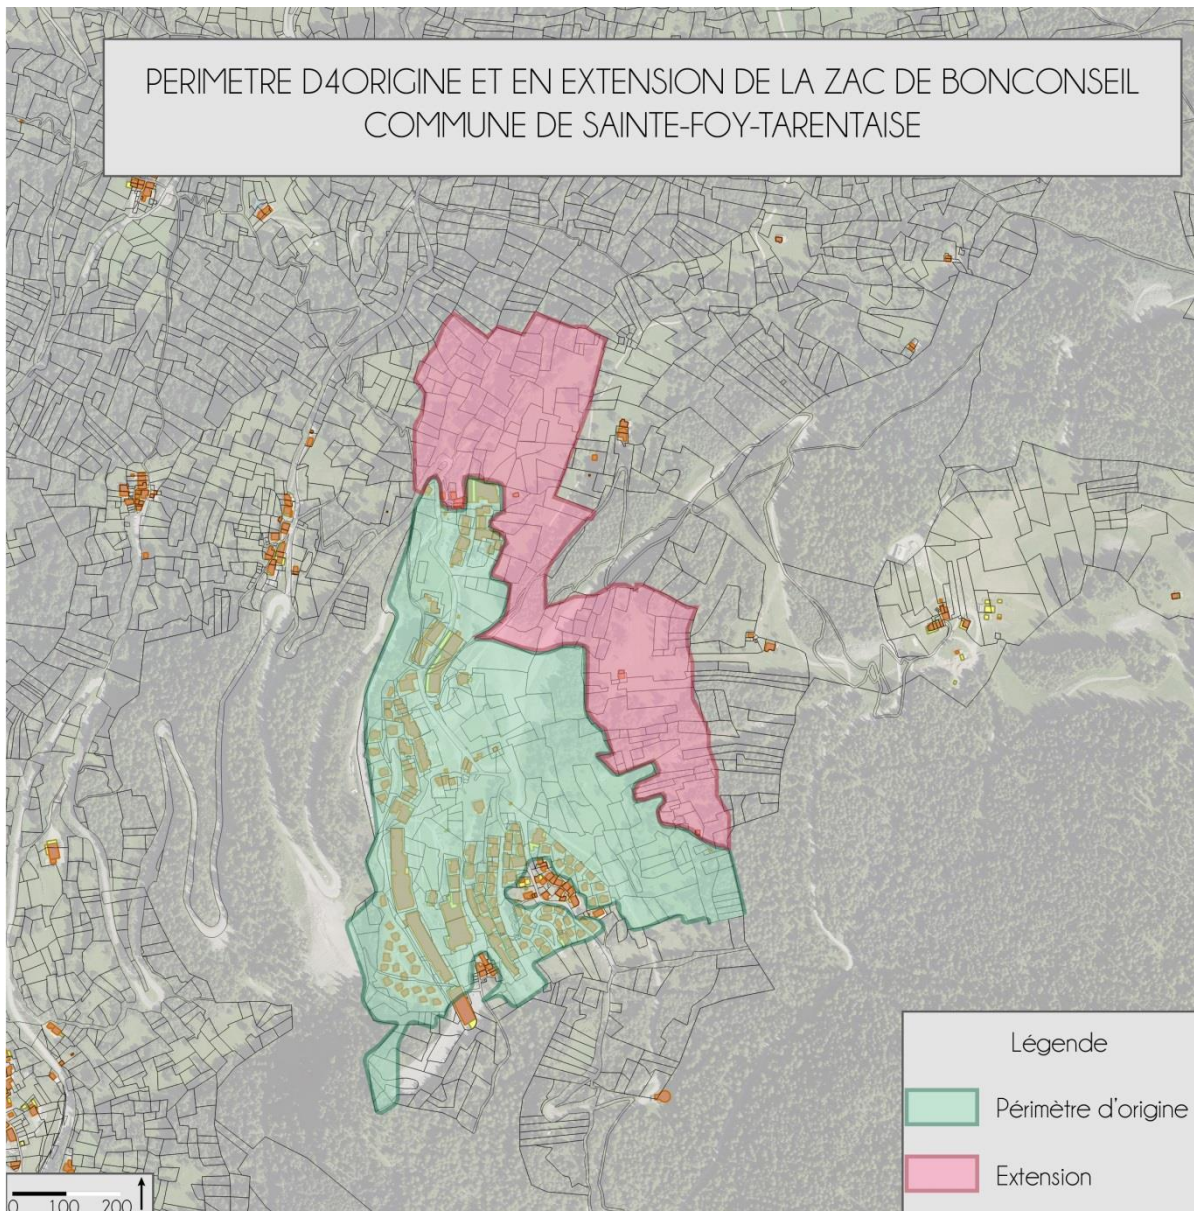 PERIMETRE D4ORIGINE ET EN EXTENSION DE LA ZAC DE BONCONSEIL
COMMUNE DE SAINTE-FOY-TARENTAISE
Légende
Périmètre d'origine
Extension
0 100 200